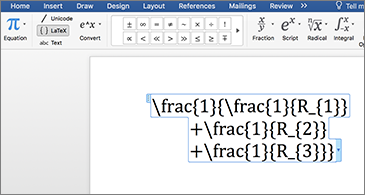 Home Insert Draw Design Layout References Mailings Review >> Tell m
π Unicode
{} LaTeX
abc Text
Equation
e^x
Convert
± ∞ = ≠ ~ × ÷ ! ∝
< ≪ > ≫ ≤ ≥ ∓
x/y Fraction
e^x Script
ⁿ√x Radical
Integral
O
\frac{1}{\frac{1}{R_{1}}
+\frac{1}{R_{2}}
+\frac{1}{R_{3}}}